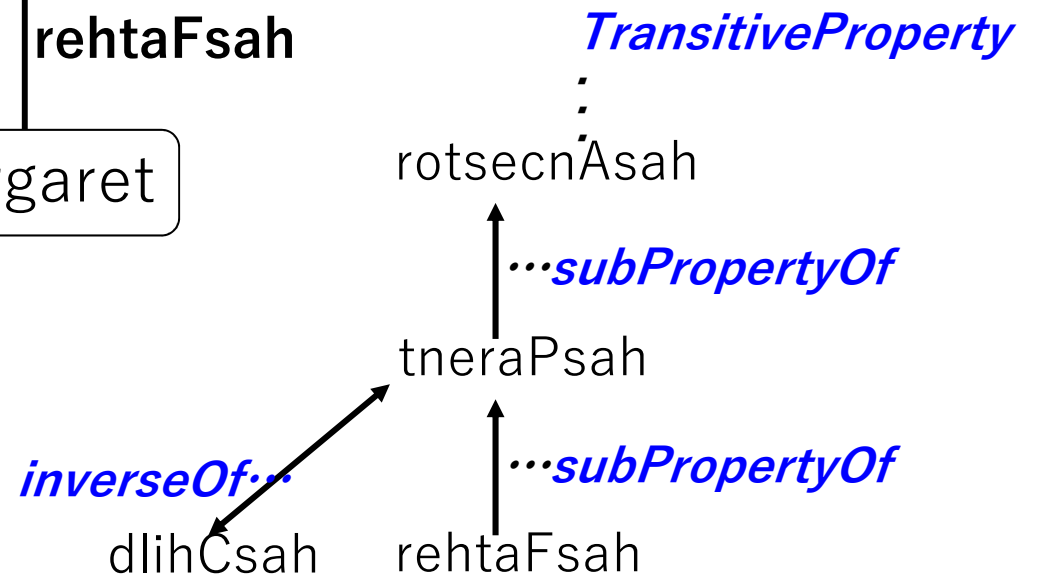 rehtaFsah
TransitiveProperty
rotsecnAsah
garet
…subPropertyOf
tneraPsah
inverseOf…
…subPropertyOf
dlihCsah
rehtaFsah